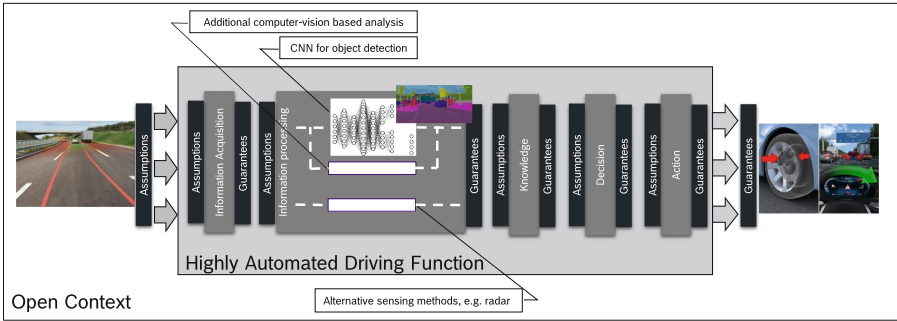 Additional computer-vision based analysis
CNN for object detection
Assumptions
Assumptions
Information Acquisition
Guarantees
Assumptions
Information processing
Guarantees
Assumptions
Knowledge
Guarantees
Assumptions
Decision
Guarantees
Assumptions
Action
Guarantees
Guarantees
Highly Automated Driving Function
Alternative sensing methods, e.g. radar
Open Context